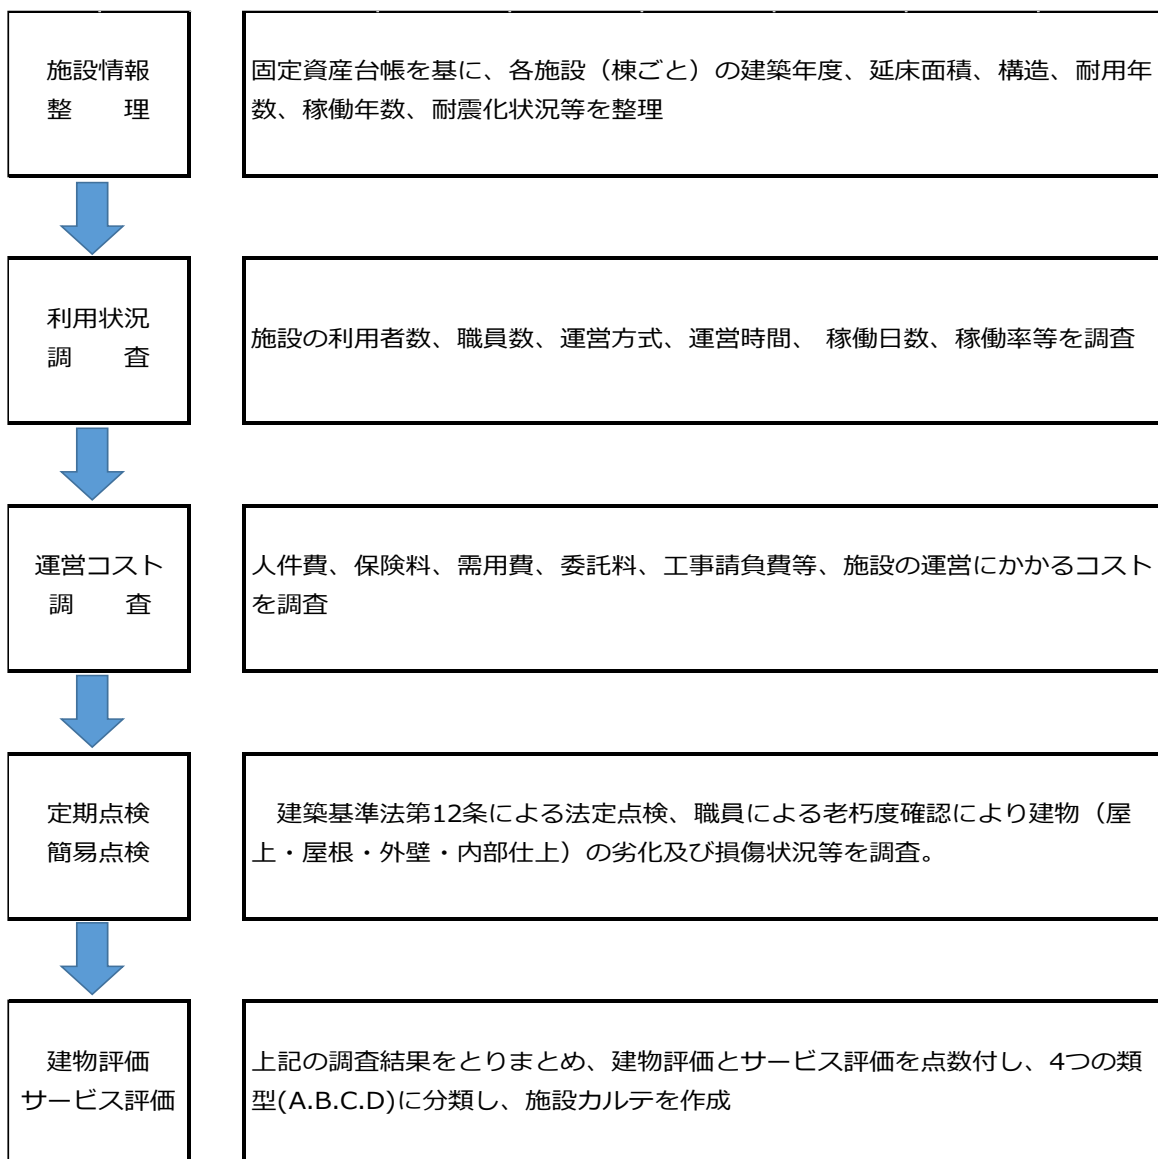 施設情報
整　　理
固定資産台帳を基に、各施設（棟ごと）の建築年度、延床面積、構造、耐用年
数、稼働年数、耐震化状況等を整理
利用状況
調　　査
施設の利用者数、職員数、運営方式、運営時間、 稼働日数、稼働率等を調査
運営コスト
調　　査
人件費、保険料、需用費、委託料、工事請負費等、施設の運営にかかるコスト
を調査
定期点検
簡易点検
　建築基準法第12条による法定点検、職員による老朽度確認により建物（屋
上・屋根・外壁・内部仕上）の劣化及び損傷状況等を調査。
建物評価
サービス評価
上記の調査結果をとりまとめ、建物評価とサービス評価を点数付し、4つの類
型(A.B.C.D)に分類し、施設カルテを作成